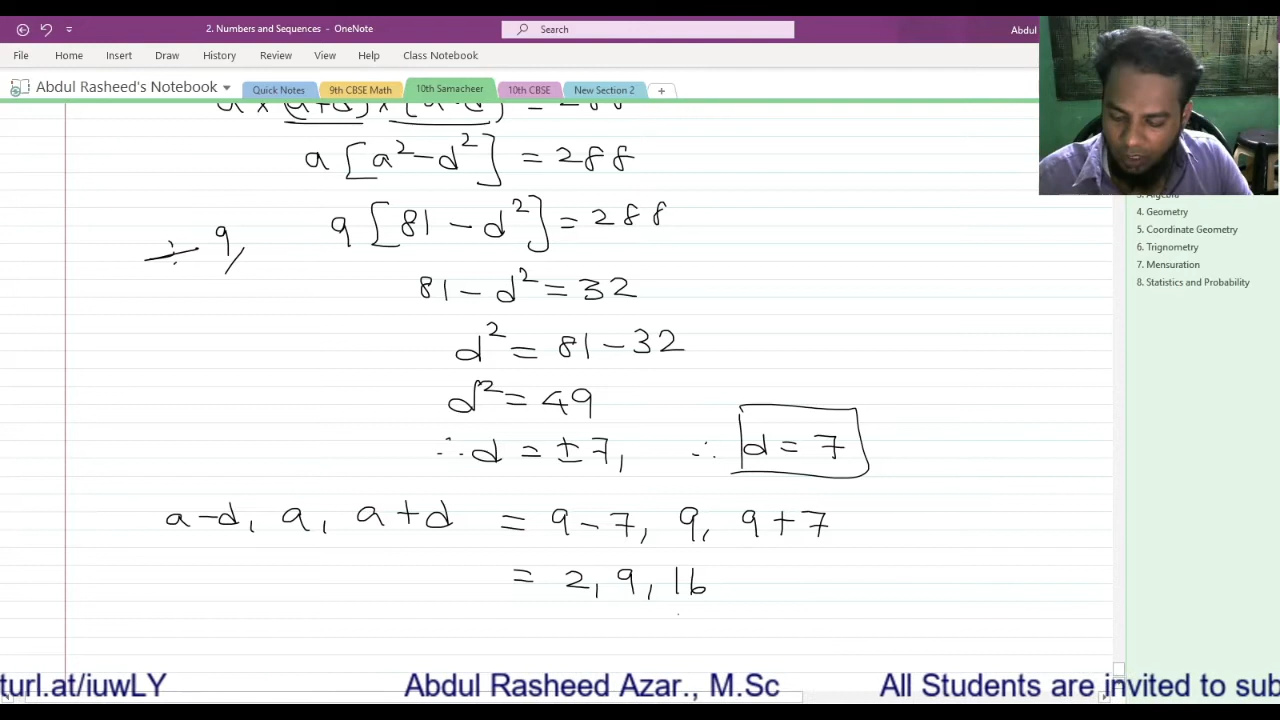 2. Numbers and Sequences - OneNote
Search
Abdul
File Home Insert Draw History Review View Help Class Notebook
Abdul Rasheed's Notebook
Quick Notes 9th CBSE Math 10th Samacheer 10th CBSE New Section 2
3. Algebra
4. Geometry
5. Coordinate Geometry
6. Trignometry
7. Mensuration
8. Statistics and Probability
a × (a+d) × (a-d) = 288
a [a² - d²] = 288
÷ 9, 9 [81 - d²] = 288
81 - d² = 32
d² = 81 - 32
d² = 49
∴ d = ±7, ∴ d = 7
a - d, a, a + d = 9 - 7, 9, 9 + 7
= 2, 9, 16
turl.at/iuwLY Abdul Rasheed Azar., M.Sc All Students are invited to sub